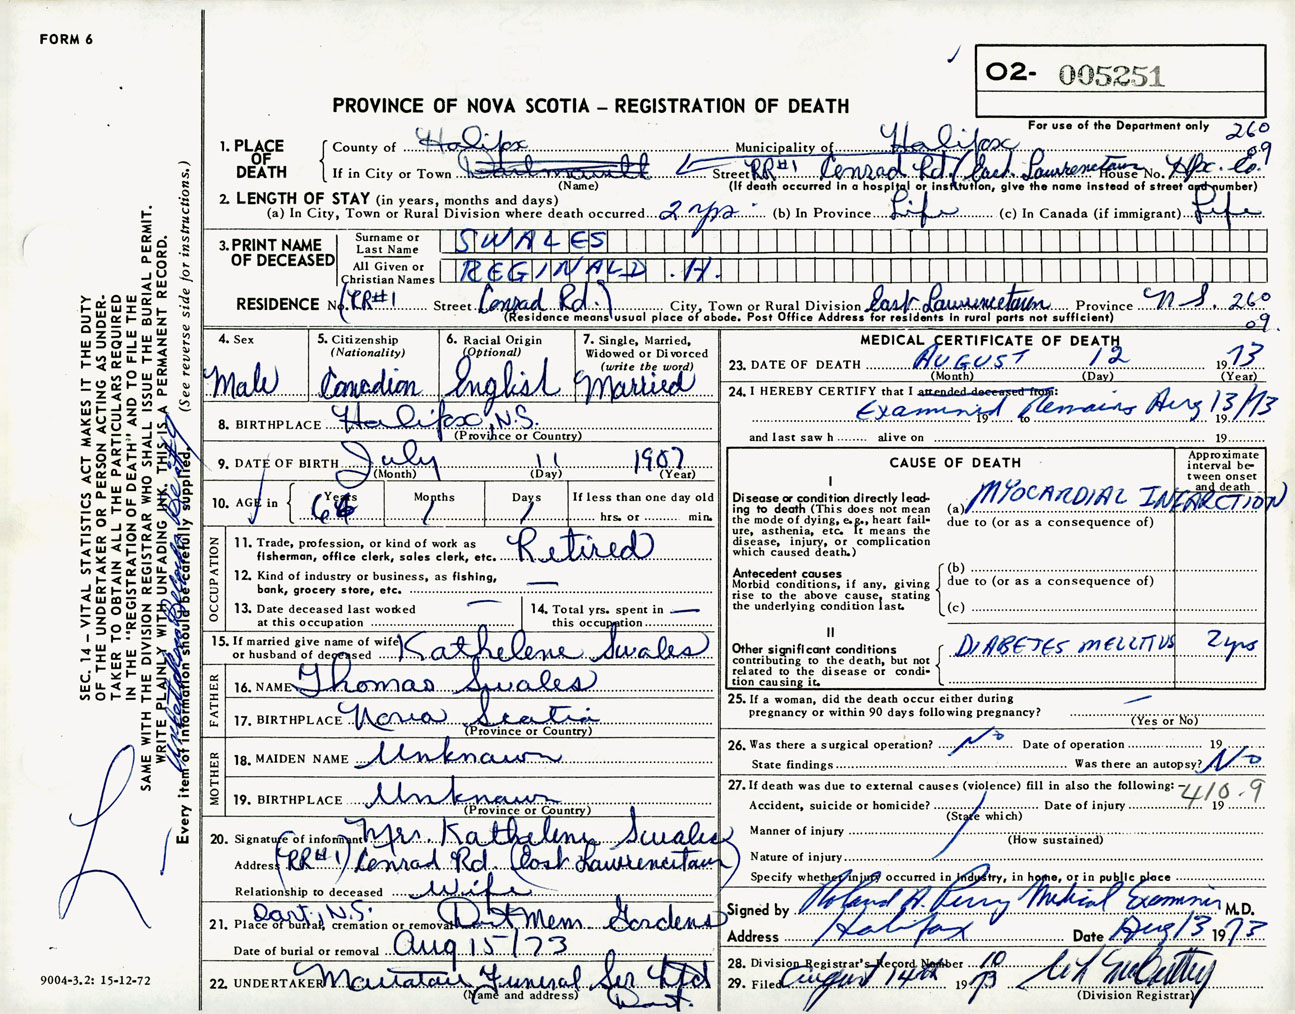 FORM 6
O2- 005251
PROVINCE OF NOVA SCOTIA – REGISTRATION OF DEATH
For use of the Department only 260
09
1. PLACE OF DEATH
County of Halifax Municipality of Halifax
If in City or Town Dartmouth Street RR#1 Conrad Rd (East Lawrencetown House No. Hfx. Co.
(Name) (If death occurred in a hospital or institution, give the name instead of street and number)
2. LENGTH OF STAY (in years, months and days)
(a) In City, Town or Rural Division where death occurred 2 yrs. (b) In Province Life (c) In Canada (if immigrant) Life
3. PRINT NAME OF DECEASED
Surname or Last Name SWALES
All Given or Christian Names REGINALD .H.
RESIDENCE No. (RR#1 Street Conrad Rd.) City, Town or Rural Division East Lawrencetown Province N.S. 260
(Residence means usual place of abode. Post Office Address for residents in rural parts not sufficient) 09.
4. Sex
Male
5. Citizenship
(Nationality)
Canadian
6. Racial Origin
(Optional)
English
7. Single, Married,
Widowed or Divorced
(write the word)
Married
8. BIRTHPLACE Halifax, N.S.
(Province or Country)
9. DATE OF BIRTH July 11 1907
(Month) (Day) (Year)
10. AGE in
Years Months Days If less than one day old
66 1 1 hrs. or min.
OCCUPATION
11. Trade, profession, or kind of work as
fisherman, office clerk, sales clerk, etc. Retired
12. Kind of industry or business, as fishing,
bank, grocery store, etc. —
13. Date deceased last worked
at this occupation —
14. Total yrs. spent in
this occupation —
15. If married give name of wife
or husband of deceased Kathelene Swales
FATHER
16. NAME Thomas Swales
17. BIRTHPLACE Nova Scotia
(Province or Country)
MOTHER
18. MAIDEN NAME Unknown
19. BIRTHPLACE Unknown
(Province or Country)
20. Signature of informant Mrs. Kathelene Swales
Address (RR#1) Conrad Rd. (East Lawrencetown)
Relationship to deceased Wife
Dart., N.S.
21. Place of burial, cremation or removal Dart Mem. Gardens
Date of burial or removal Aug 15/73
22. UNDERTAKER Funeral Ser. Ltd
(Name and address) Dart.
MEDICAL CERTIFICATE OF DEATH
23. DATE OF DEATH AUGUST 12 1973
(Month) (Day) (Year)
24. I HEREBY CERTIFY that I attended deceased from:
Examined Remains Aug 13/73
19 to 19
and last saw h alive on 19
CAUSE OF DEATH
Approximate
interval be-
tween onset
and death
I
Disease or condition directly lead-
ing to death (This does not mean
the mode of dying, e.g., heart fail-
ure, asthenia, etc. It means the
disease, injury, or complication
which caused death.)
(a) MYOCARDIAL INFARCTION
due to (or as a consequence of)
Antecedent causes
Morbid conditions, if any, giving
rise to the above cause, stating
the underlying condition last.
(b)
due to (or as a consequence of)
(c)
II
Other significant conditions
contributing to the death, but not
related to the disease or condi-
tion causing it.
DIABETES MELLITUS 2 yrs
25. If a woman, did the death occur either during
pregnancy or within 90 days following pregnancy? —
(Yes or No)
26. Was there a surgical operation? No Date of operation 19
State findings Was there an autopsy? No
27. If death was due to external causes (violence) fill in also the following: 410.9
Accident, suicide or homicide? Date of injury 19
(State which)
Manner of injury
(How sustained)
Nature of injury
Specify whether injury occurred in industry, in home, or in public place
Signed by Roland H. Perry Medical Examiner M.D.
Address Halifax Date Aug 13 1973
28. Division Registrar's Record Number 10
29. Filed August 14th 1973
(Division Registrar)
SEC. 14 – VITAL STATISTICS ACT MAKES IT THE DUTY
OF THE UNDERTAKER OR PERSON ACTING AS UNDER-
TAKER TO OBTAIN ALL THE PARTICULARS REQUIRED
IN THE "REGISTRATION OF DEATH" AND TO FILE THE
SAME WITH THE DIVISION REGISTRAR WHO SHALL ISSUE THE BURIAL PERMIT.
WRITE PLAINLY WITH UNFADING INK. THIS IS A PERMANENT RECORD.
Every item of information should be carefully supplied. (See reverse side for instructions.)
9004-3.2: 15-12-72